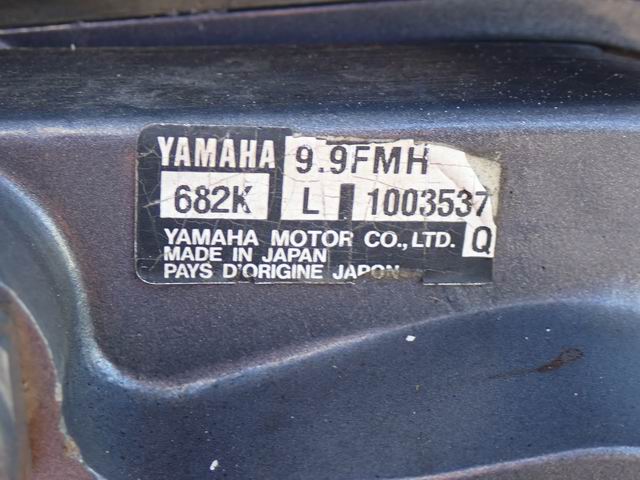 YAMAHA 9.9FMH
682K L 1003537
YAMAHA MOTOR CO.,LTD. Q
MADE IN JAPAN
PAYS D'ORIGINE JAPON